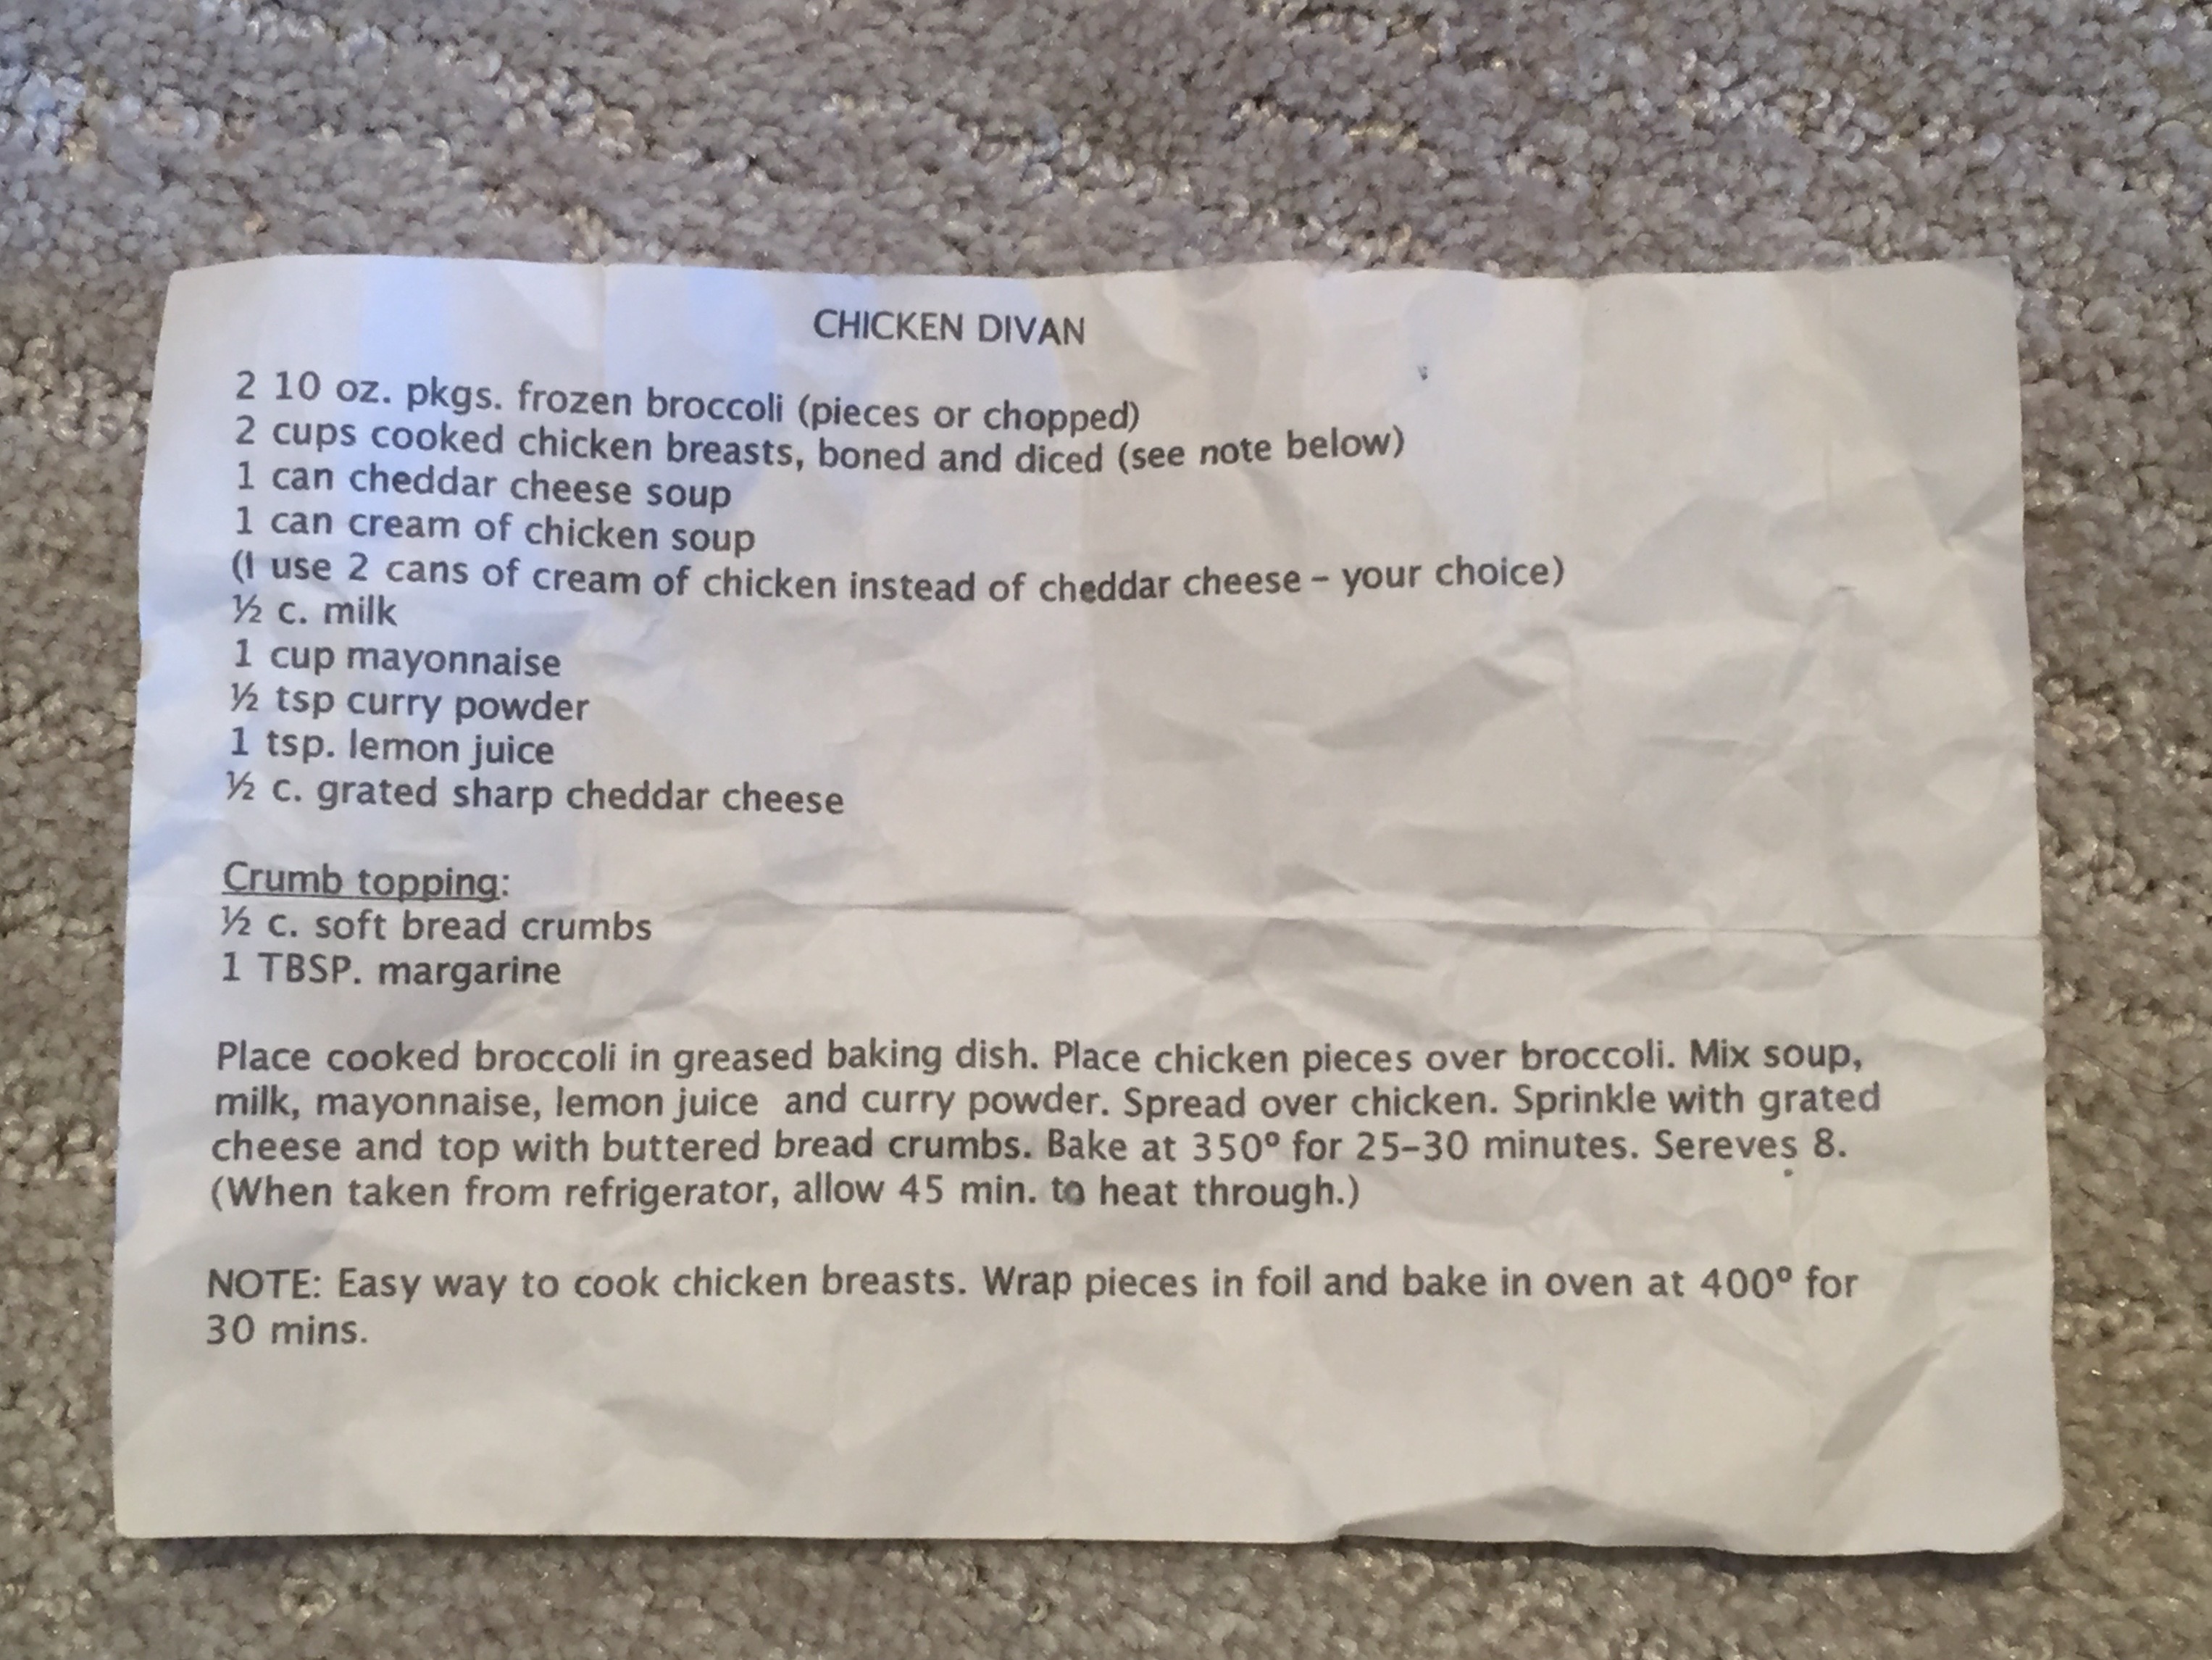 CHICKEN DIVAN
2 10 oz. pkgs. frozen broccoli (pieces or chopped)
2 cups cooked chicken breasts, boned and diced (see note below)
1 can cheddar cheese soup
1 can cream of chicken soup
(I use 2 cans of cream of chicken instead of cheddar cheese – your choice)
½ c. milk
1 cup mayonnaise
½ tsp curry powder
1 tsp. lemon juice
½ c. grated sharp cheddar cheese
Crumb topping:
½ c. soft bread crumbs
1 TBSP. margarine
Place cooked broccoli in greased baking dish. Place chicken pieces over broccoli. Mix soup,
milk, mayonnaise, lemon juice  and curry powder. Spread over chicken. Sprinkle with grated
cheese and top with buttered bread crumbs. Bake at 350º for 25–30 minutes. Sereves 8.
(When taken from refrigerator, allow 45 min. to heat through.)
NOTE: Easy way to cook chicken breasts. Wrap pieces in foil and bake in oven at 400º for
30 mins.